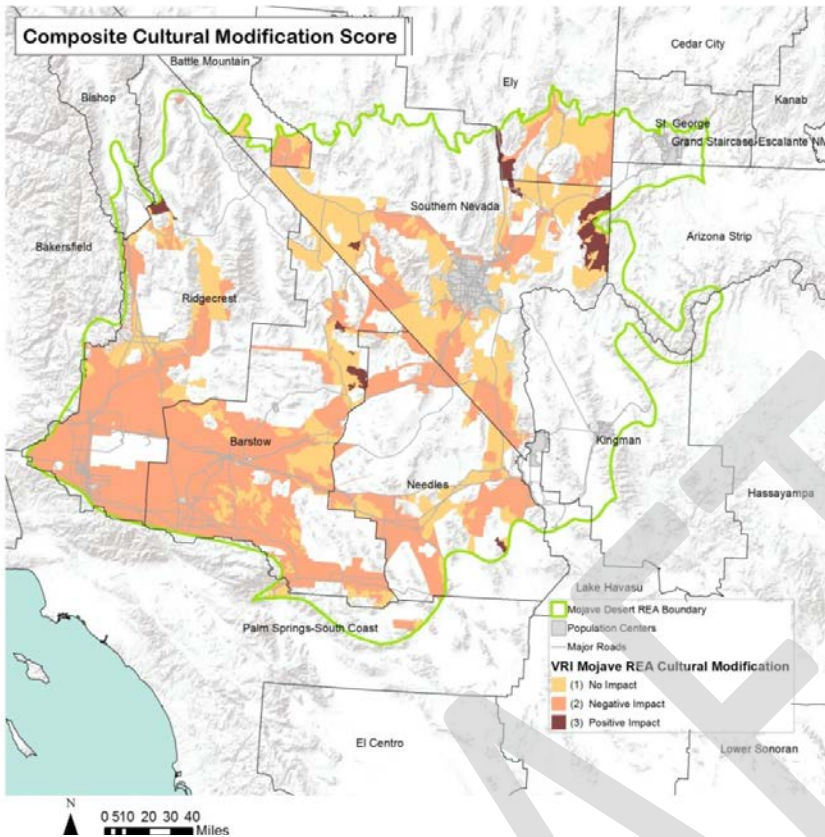 Composite Cultural Modification Score
Battle Mountain
Cedar City
Ely
Bishop
Kanab
St. George
Grand Staircase-Escalante NM
Southern Nevada
Arizona Strip
Bakersfield
Ridgecrest
Barstow
Kingman
Needles
Hassayampa
Lake Havasu
Palm Springs-South Coast
Mojave Desert REA Boundary
Population Centers
Major Roads
VRI Mojave REA Cultural Modification
(1) No Impact
(2) Negative Impact
(3) Positive Impact
El Centro
Lower Sonoran
N
0 5 10 20 30 40
Miles